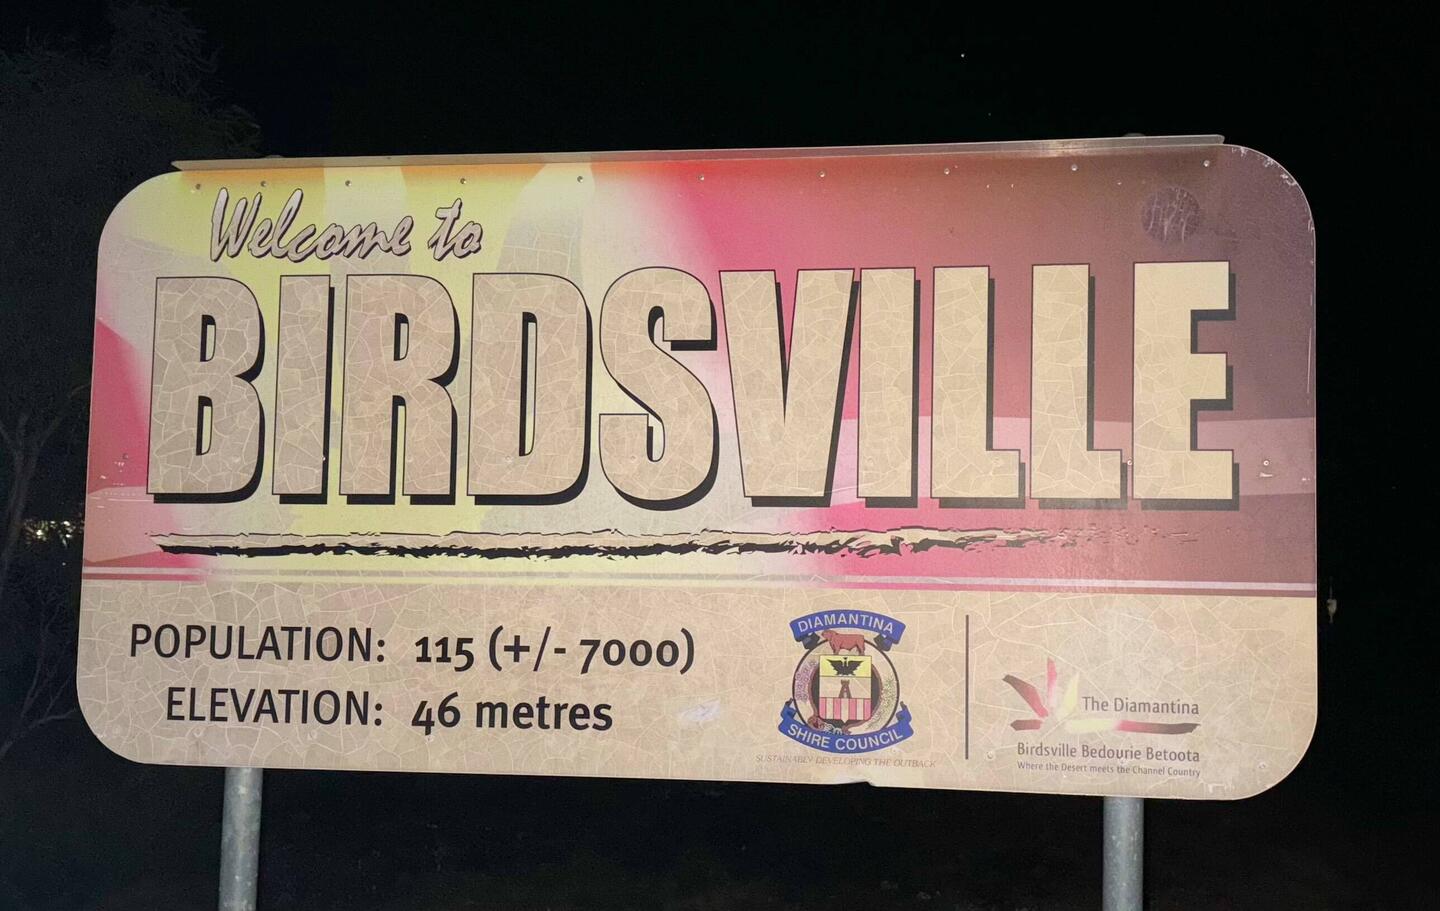 Welcome to
BIRDSVILLE
POPULATION: 115 (+/- 7000)
ELEVATION: 46 metres
DIAMANTINA
SHIRE COUNCIL
SUSTAINABLY DEVELOPING THE OUTBACK
The Diamantina
Birdsville Bedourie Betoota
Where the Desert meets the Channel Country